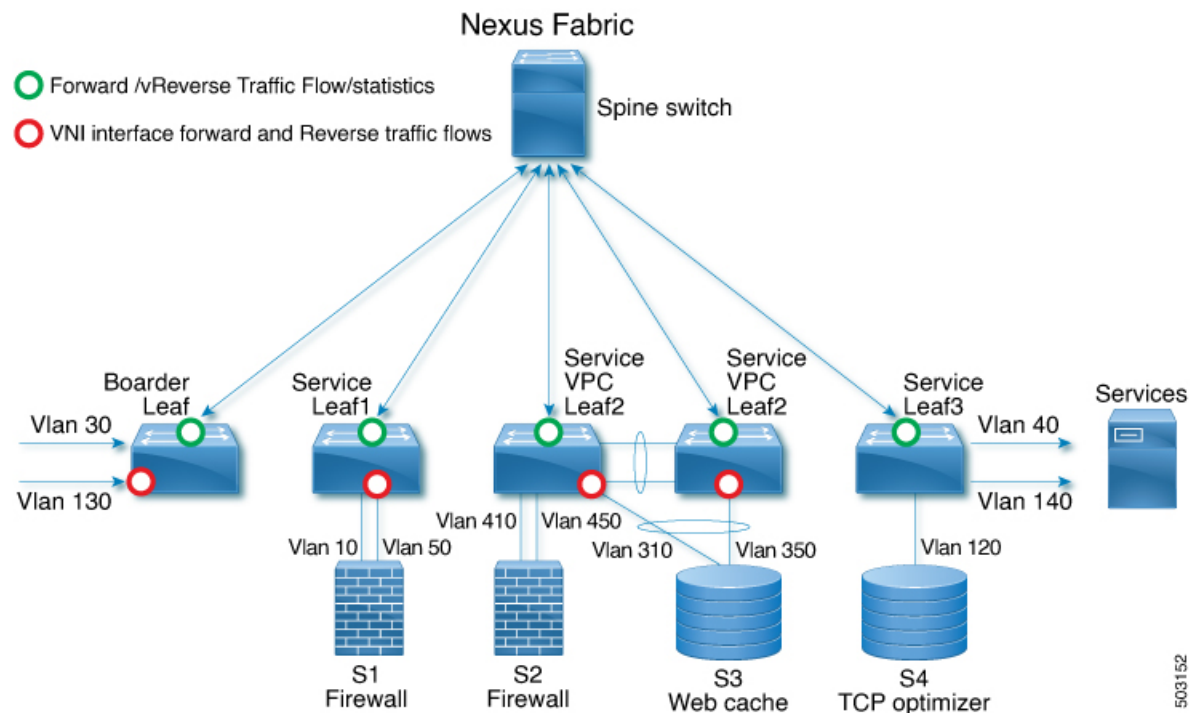 Nexus Fabric
Forward /vReverse Traffic Flow/statistics
VNI interface forward and Reverse traffic flows
Spine switch
Boarder
Leaf
Service
Leaf1
Service
VPC
Leaf2
Service
VPC
Leaf2
Service
Leaf3
Services
Vlan 30
Vlan 130
Vlan 40
Vlan 140
Vlan 10
Vlan 50
Vlan 410
Vlan 450
Vlan 310
Vlan 350
Vlan 120
S1
Firewall
S2
Firewall
S3
Web cache
S4
TCP optimizer
503152